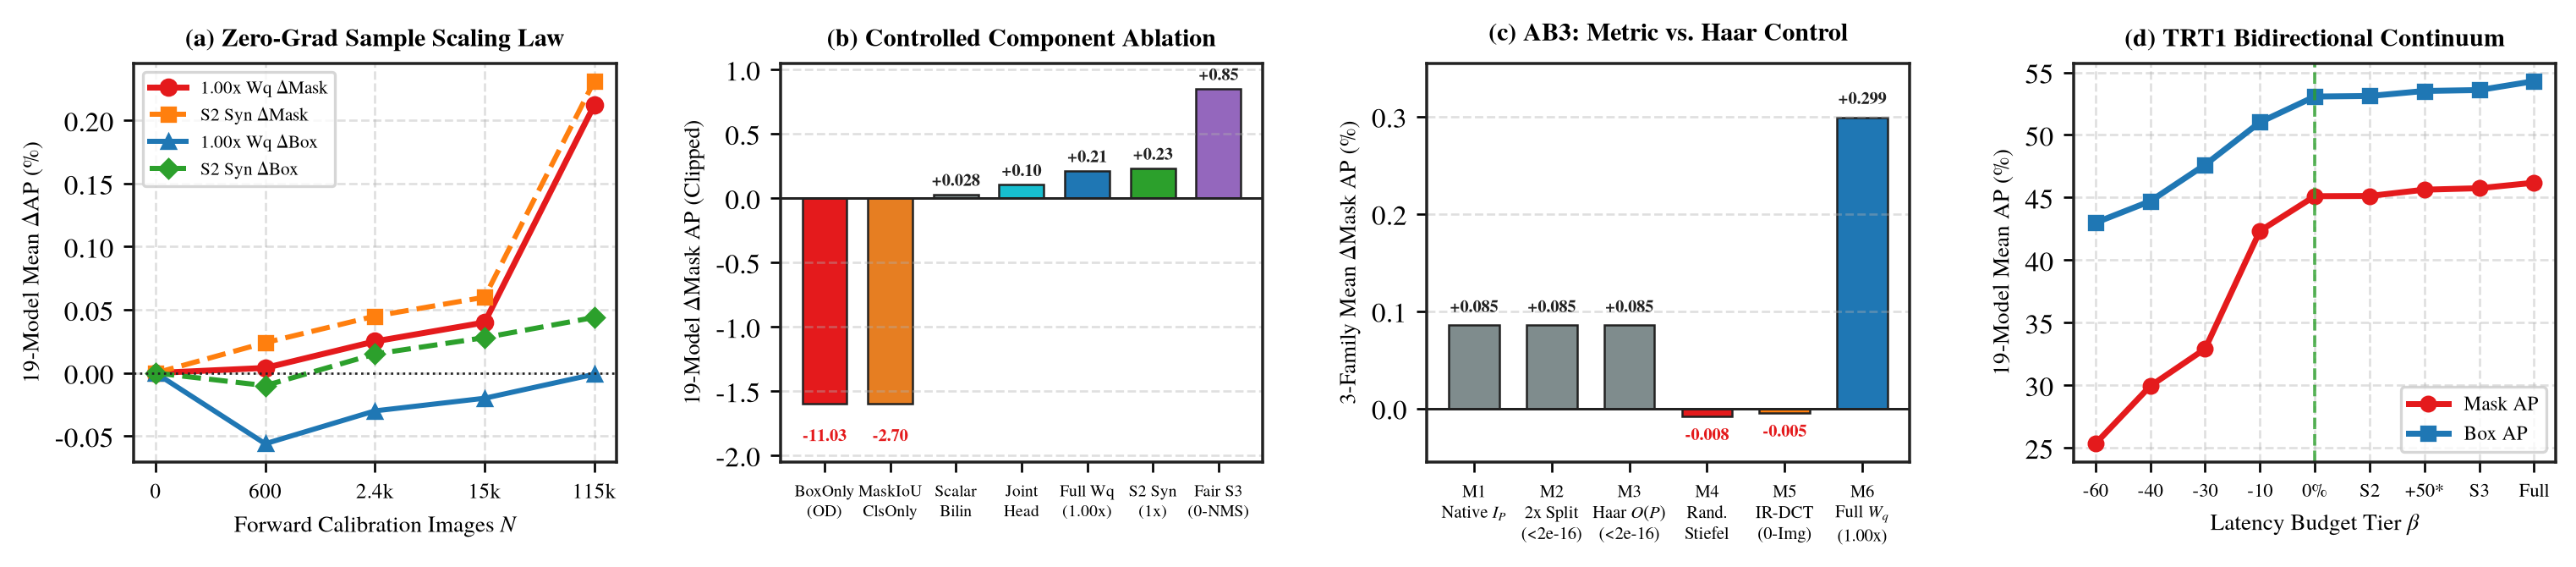 (a) Zero-Grad Sample Scaling Law
1.00x Wq ΔMask
S2 Syn ΔMask
1.00x Wq ΔBox
S2 Syn ΔBox
19-Model Mean ΔAP (%)
0.20
0.15
0.10
0.05
0.00
-0.05
0 600 2.4k 15k 115k
Forward Calibration Images N
(b) Controlled Component Ablation
19-Model ΔMask AP (Clipped)
1.0
0.5
0.0
-0.5
-1.0
-1.5
-2.0
-11.03
-2.70
+0.028
+0.10
+0.21
+0.23
+0.85
BoxOnly MaskIoU Scalar Joint Full Wq S2 Syn Fair S3
(OD) ClsOnly Bilin Head (1.00x) (1x) (0-NMS)
(c) AB3: Metric vs. Haar Control
3-Family Mean ΔMask AP (%)
0.3
0.2
0.1
0.0
+0.085
+0.085
+0.085
-0.008
-0.005
+0.299
M1 M2 M3 M4 M5 M6
Native I_P 2x Split Haar O(P) Rand. IR-DCT Full W_q
(<2e-16) (<2e-16) Stiefel (0-Img) (1.00x)
(d) TRT1 Bidirectional Continuum
19-Model Mean AP (%)
55
50
45
40
35
30
25
Mask AP
Box AP
-60 -40 -30 -10 0% S2 +50* S3 Full
Latency Budget Tier β